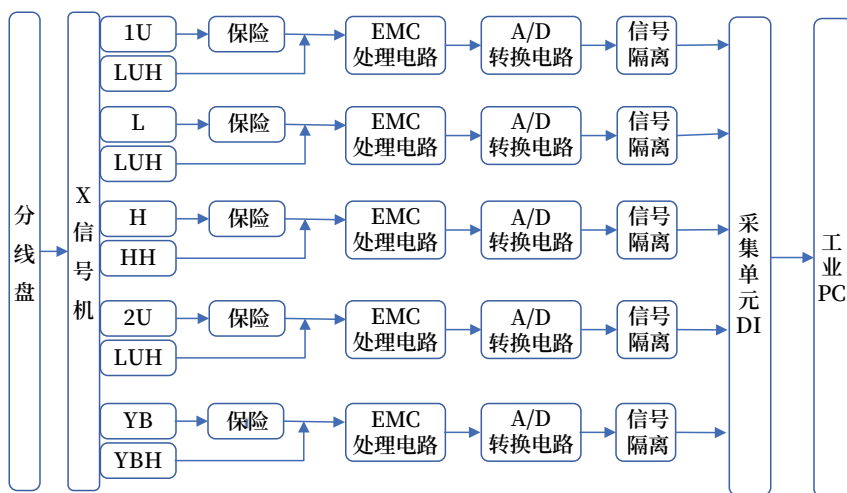 分线盘
X信号机
1U
保险
LUH
EMC
处理电路
A/D
转换电路
信号
隔离
L
保险
LUH
EMC
处理电路
A/D
转换电路
信号
隔离
H
保险
HH
EMC
处理电路
A/D
转换电路
信号
隔离
2U
保险
LUH
EMC
处理电路
A/D
转换电路
信号
隔离
YB
保险
YBH
EMC
处理电路
A/D
转换电路
信号
隔离
采集单元DI
工业PC